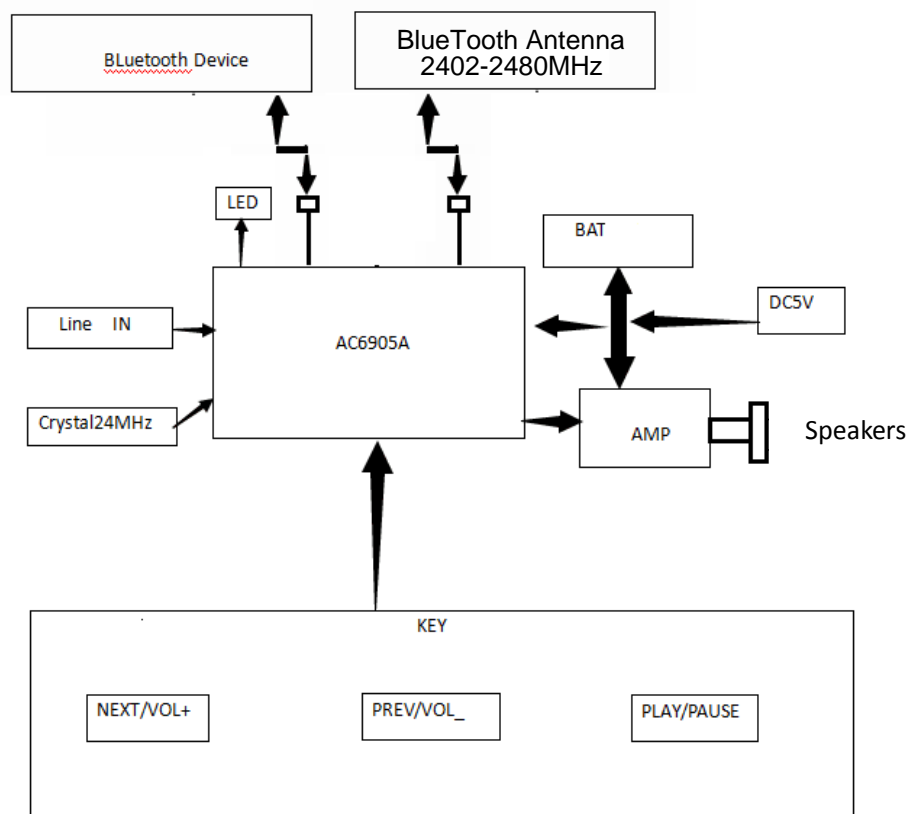 BLuetooth Device
BlueTooth Antenna
2402-2480MHz
LED
BAT
Line IN
DC5V
AC6905A
Crystal24MHz
AMP
Speakers
KEY
NEXT/VOL+
PREV/VOL_
PLAY/PAUSE